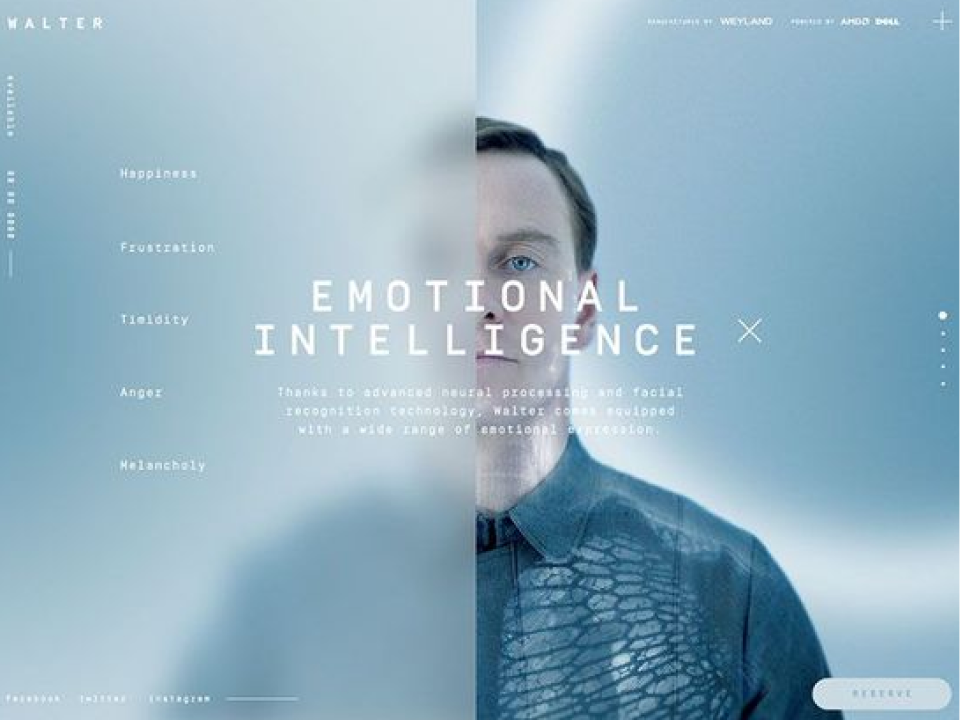 WALTER
MANUFACTURED BY WEYLAND POWERED BY AMD DELL
Happiness
Frustration
Timidity
Anger
Melancholy
EMOTIONAL
INTELLIGENCE
Thanks to advanced neural processing and facial
recognition technology, Walter comes equipped
with a wide range of emotional expression.
Facebook Twitter Instagram
RESERVE